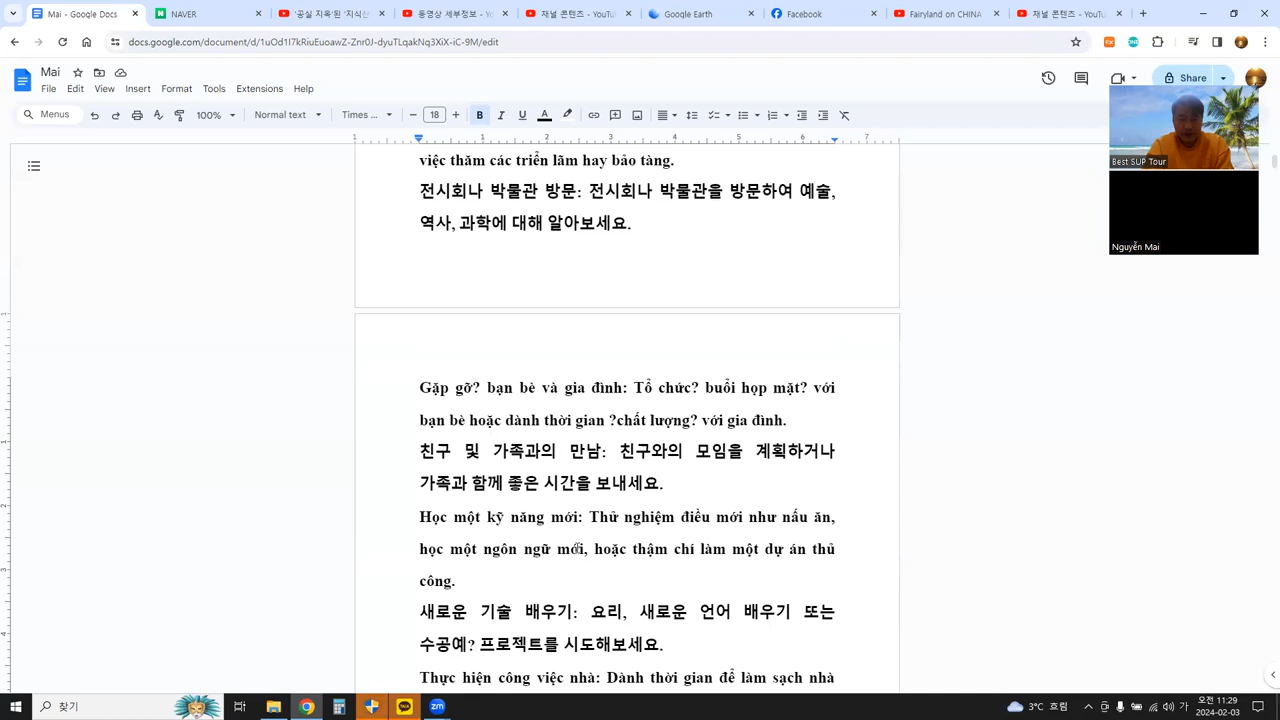 Mai - Google Docs
NAVER
'공실 지옥'된 '지식산
동영상 세부정보 - Yo
채널 콘텐츠 - YouTu
Google Earth
Facebook
Fairyland on CHINA
채널 콘텐츠 - YouTu
docs.google.com/document/d/1uOd1I7kRiuEuoawZ-Znr0J-dyuTLqakNq3XiX-iC-9M/edit
Mai
File Edit View Insert Format Tools Extensions Help
Share
Menus
100%
Normal text
Times ...
18
1 1 2 3 4 5 6 7
Best SUP Tour
Nguyễn Mai
việc thăm các triển lãm hay bảo tàng.
전시회나 박물관 방문: 전시회나 박물관을 방문하여 예술,
역사, 과학에 대해 알아보세요.
Gặp gỡ? bạn bè và gia đình: Tổ chức? buổi họp mặt? với
bạn bè hoặc dành thời gian ?chất lượng? với gia đình.
친구 및 가족과의 만남: 친구와의 모임을 계획하거나
가족과 함께 좋은 시간을 보내세요.
Học một kỹ năng mới: Thử nghiệm điều mới như nấu ăn,
học một ngôn ngữ mới, hoặc thậm chí làm một dự án thủ
công.
새로운 기술 배우기: 요리, 새로운 언어 배우기 또는
수공예? 프로젝트를 시도해보세요.
Thực hiện công việc nhà: Dành thời gian để làm sạch nhà
찾기
3°C 흐림
가
오전 11:29
2024-02-03